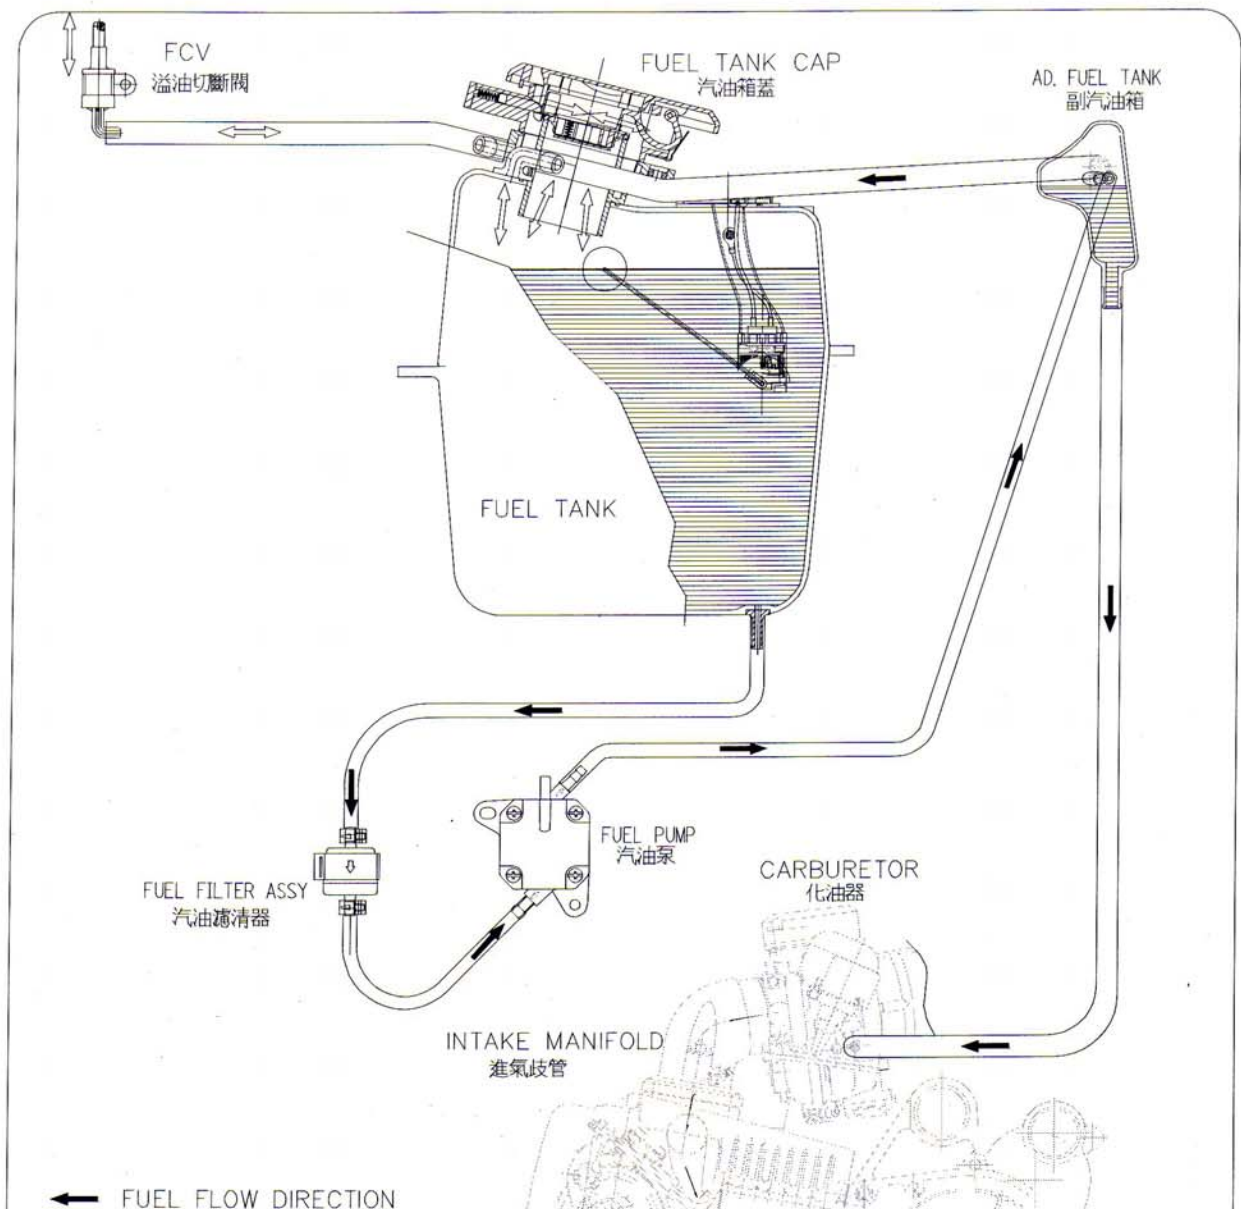 FCV
溢油切斷閥
FUEL TANK CAP
汽油箱蓋
AD. FUEL TANK
副汽油箱
FUEL TANK
FUEL PUMP
汽油泵
FUEL FILTER ASSY
汽油濾清器
CARBURETOR
化油器
INTAKE MANIFOLD
進氣歧管
FUEL FLOW DIRECTION